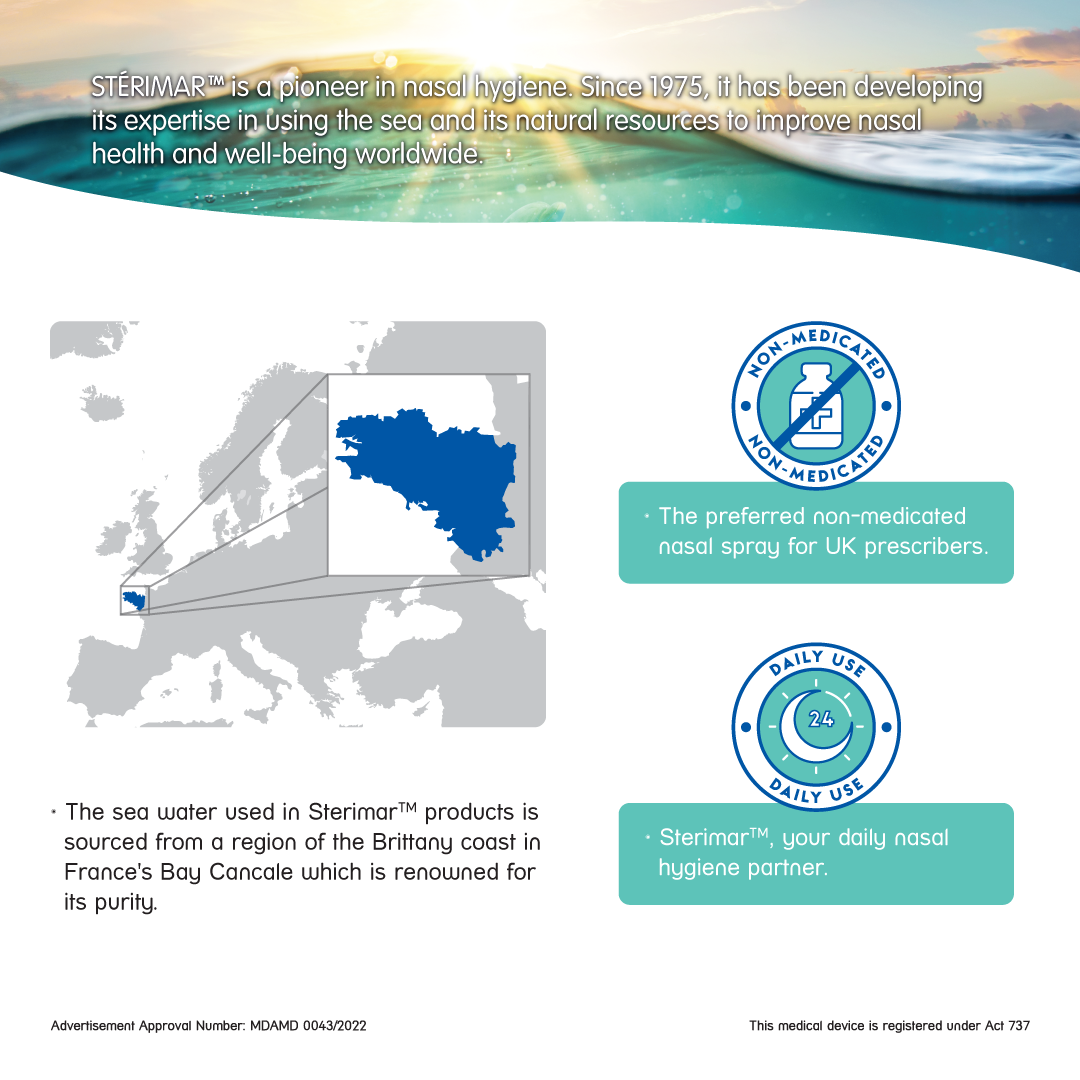 STÉRIMAR™ is a pioneer in nasal hygiene. Since 1975, it has been developing
its expertise in using the sea and its natural resources to improve nasal
health and well-being worldwide.
NON-MEDICATED
NON-MEDICATED
• The preferred non-medicated
nasal spray for UK prescribers.
DAILY USE
24
DAILY USE
• The sea water used in Sterimar™ products is
sourced from a region of the Brittany coast in
France's Bay Cancale which is renowned for
its purity.
• Sterimar™, your daily nasal
hygiene partner.
Advertisement Approval Number: MDAMD 0043/2022
This medical device is registered under Act 737